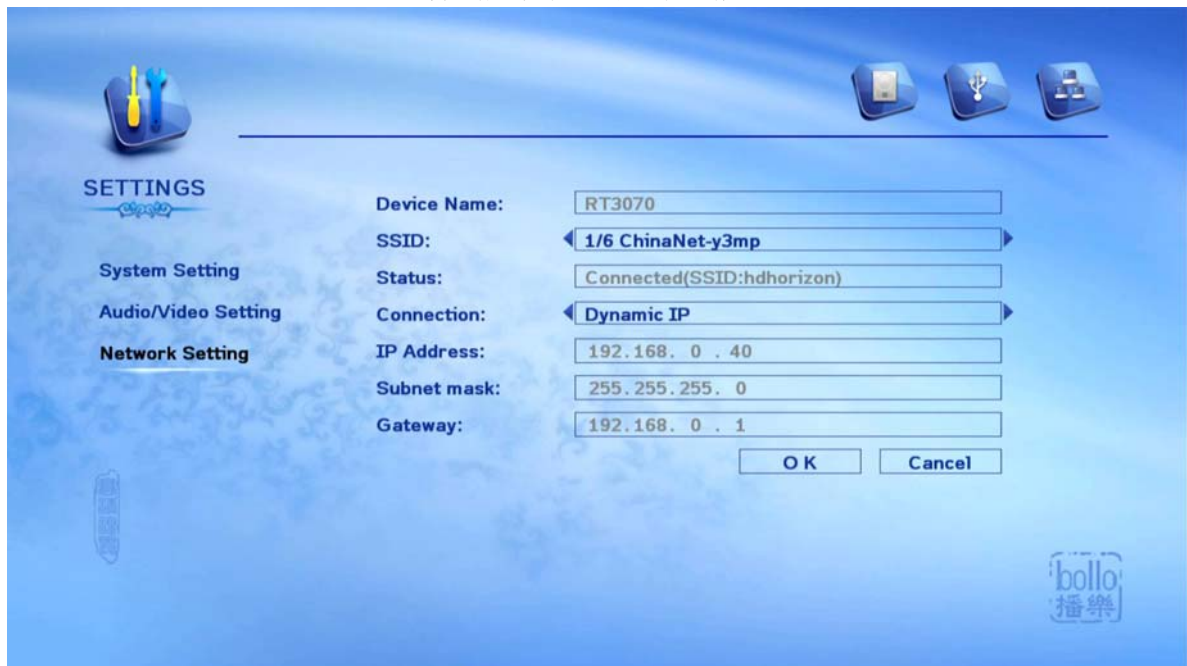 SETTINGS
System Setting
Audio/Video Setting
Network Setting
Device Name: RT3070
SSID: 1/6 ChinaNet-y3mp
Status: Connected(SSID:hdhorizon)
Connection: Dynamic IP
IP Address: 192.168. 0 . 40
Subnet mask: 255.255.255. 0
Gateway: 192.168. 0 . 1
OK Cancel
bollo
播樂